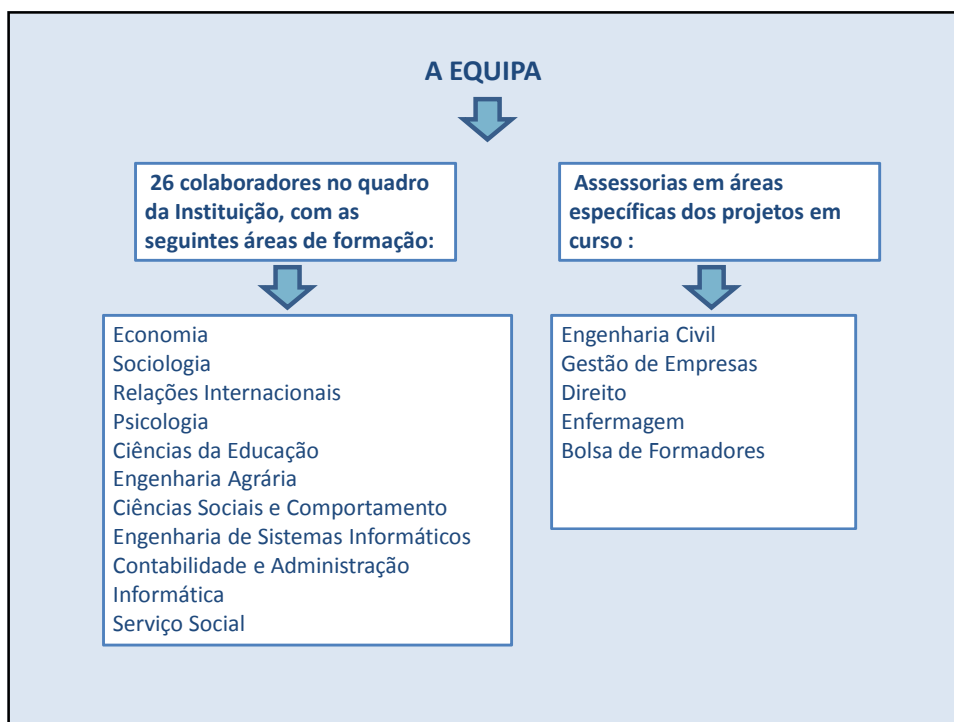 A EQUIPA
26 colaboradores no quadro
da Instituição, com as
seguintes áreas de formação:
Assessorias em áreas
específicas dos projetos em
curso :
Economia
Sociologia
Relações Internacionais
Psicologia
Ciências da Educação
Engenharia Agrária
Ciências Sociais e Comportamento
Engenharia de Sistemas Informáticos
Contabilidade e Administração
Informática
Serviço Social
Engenharia Civil
Gestão de Empresas
Direito
Enfermagem
Bolsa de Formadores